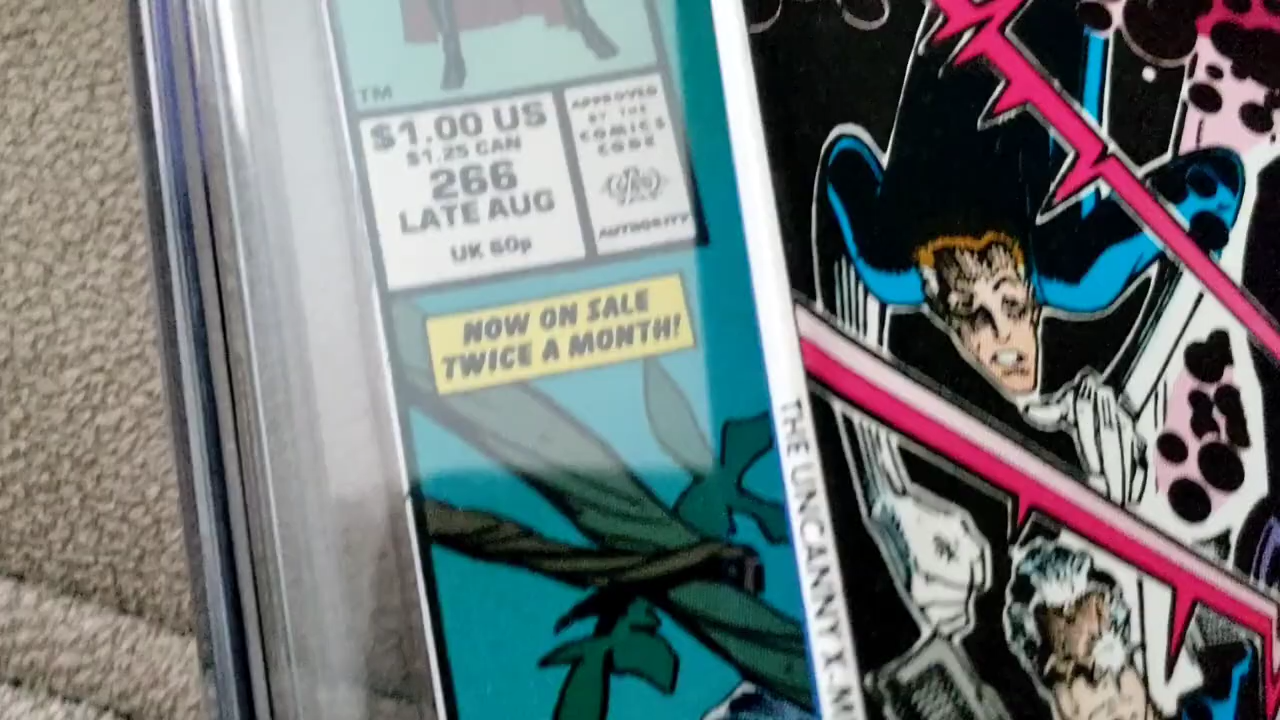 TM
$1.00 US
$1.25 CAN
266
LATE AUG
UK 60p
APPROVED
BY THE
COMICS
CODE
AUTHORITY
NOW ON SALE
TWICE A MONTH!
THE UNCANNY X-M